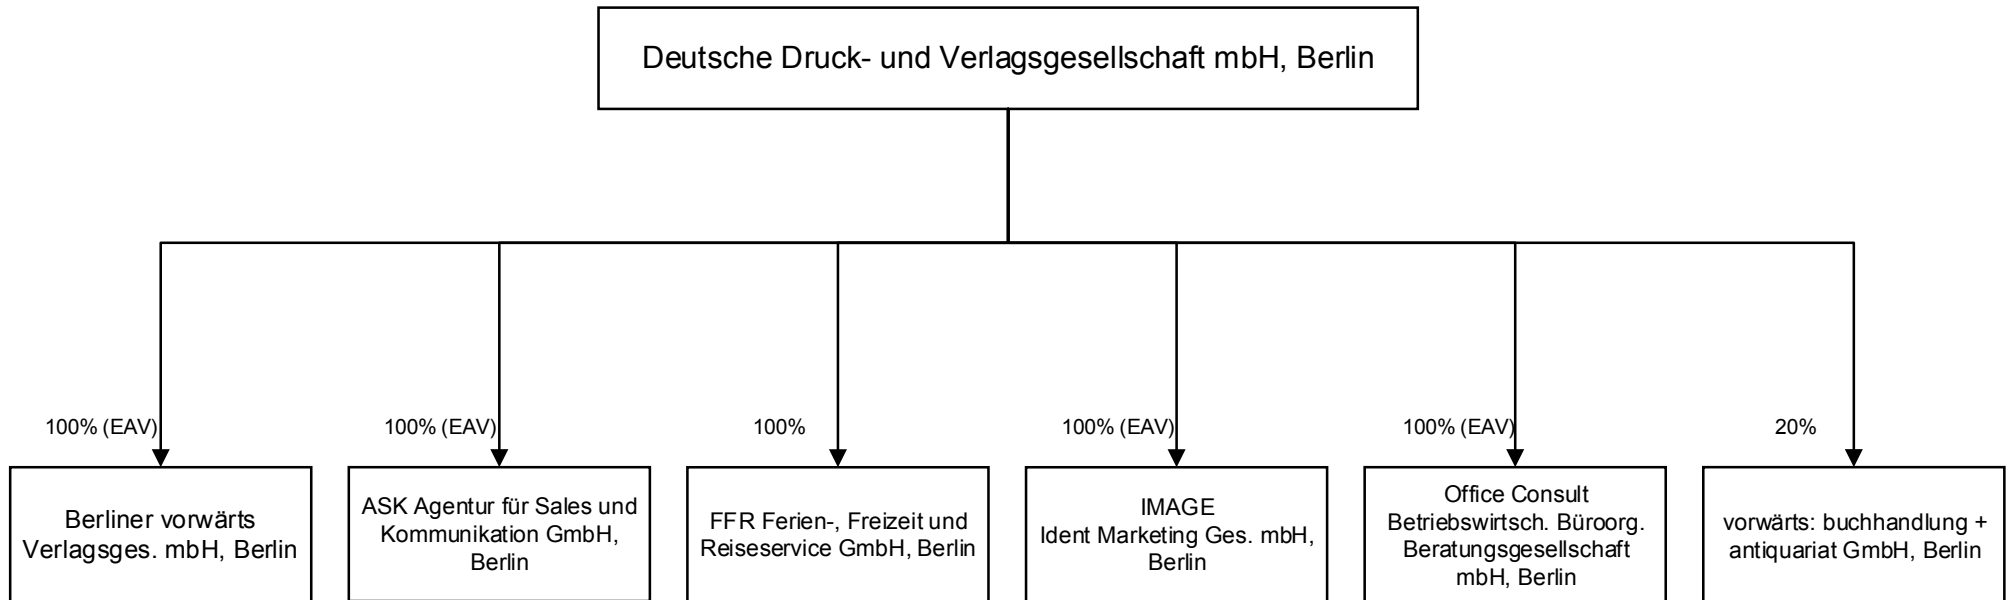 Deutsche Druck- und Verlagsgesellschaft mbH, Berlin
100% (EAV)
100% (EAV)
100%
100% (EAV)
100% (EAV)
20%
Berliner vorwärts
Verlagsges. mbH, Berlin
ASK Agentur für Sales und
Kommunikation GmbH,
Berlin
FFR Ferien-, Freizeit und
Reiseservice GmbH, Berlin
IMAGE
Ident Marketing Ges. mbH,
Berlin
Office Consult
Betriebswirtsch. Büroorg.
Beratungsgesellschaft
mbH, Berlin
vorwärts: buchhandlung +
antiquariat GmbH, Berlin